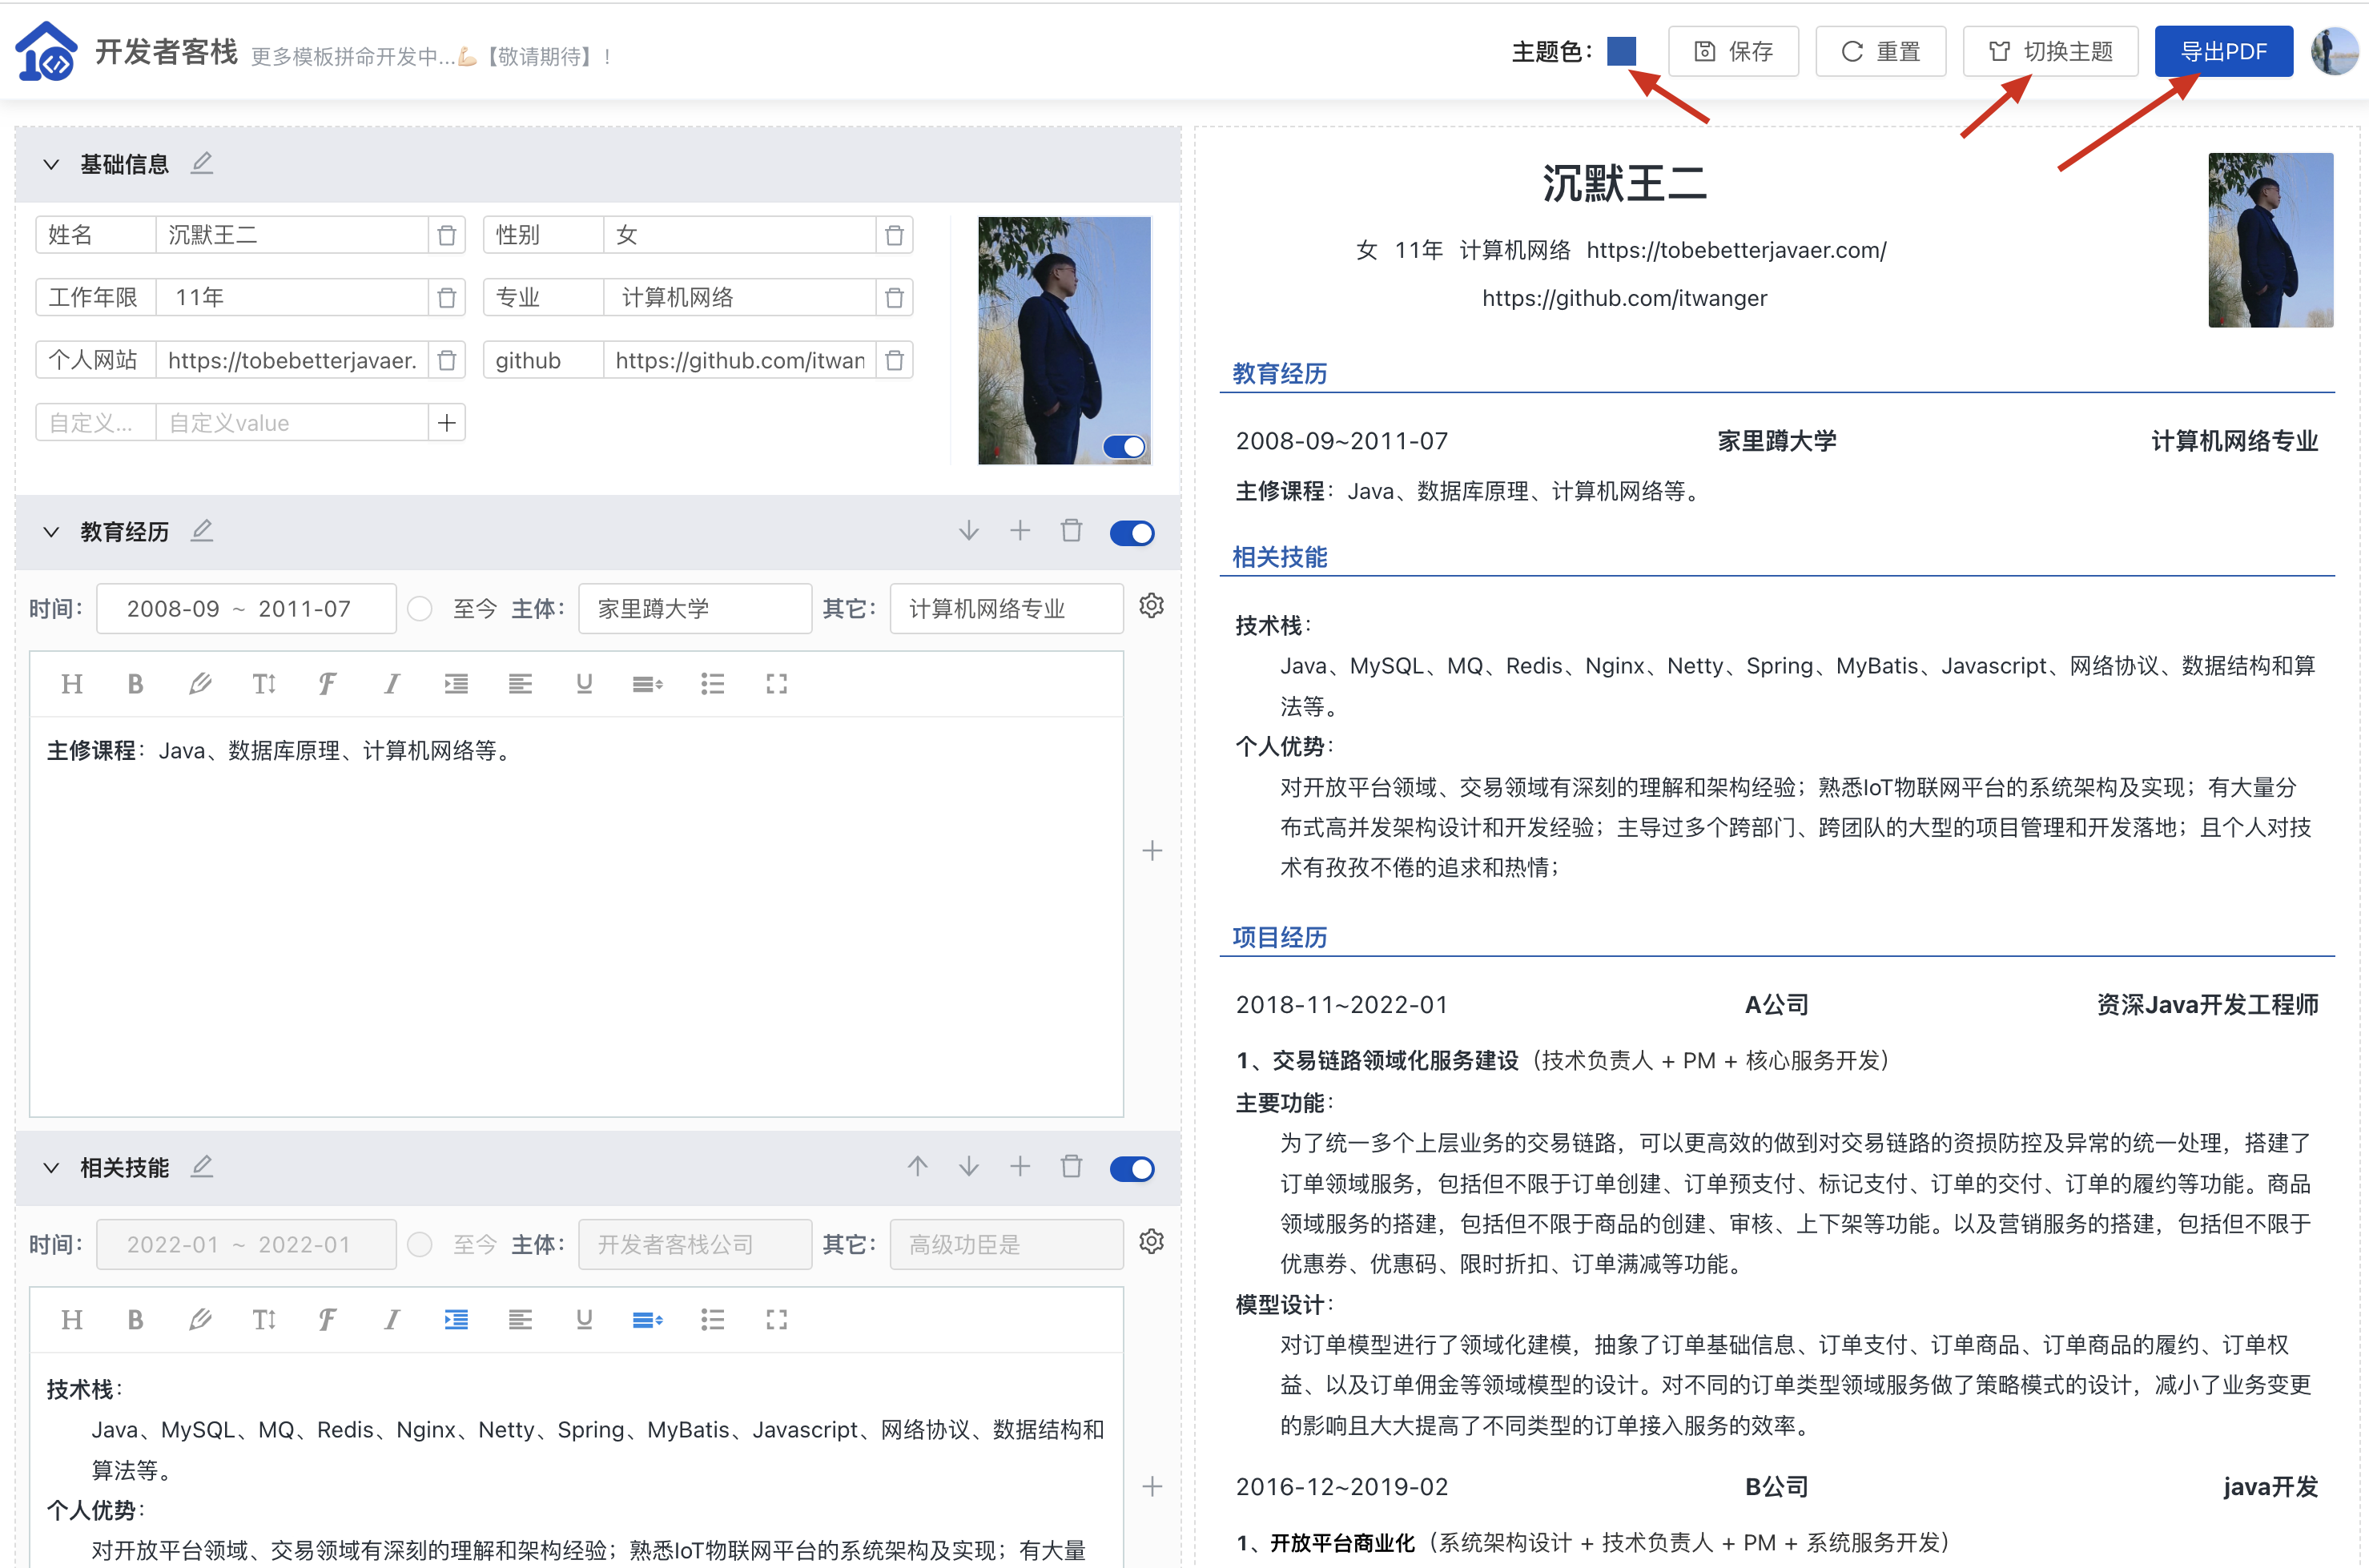 开发者客栈 更多模板拼命开发中...💪【敬请期待】！
主题色： 保存 重置 切换主题 导出PDF
基础信息
姓名 沉默王二 性别 女
工作年限 11年 专业 计算机网络
个人网站 https://tobebetterjavaer. github https://github.com/itwan
自定义... 自定义value
教育经历
时间： 2008-09 ~ 2011-07 至今 主体： 家里蹲大学 其它： 计算机网络专业
主修课程：Java、数据库原理、计算机网络等。
相关技能
时间： 2022-01 ~ 2022-01 至今 主体： 开发者客栈公司 其它： 高级功臣是
技术栈：
Java、MySQL、MQ、Redis、Nginx、Netty、Spring、MyBatis、Javascript、网络协议、数据结构和
算法等。
个人优势：
对开放平台领域、交易领域有深刻的理解和架构经验；熟悉IoT物联网平台的系统架构及实现；有大量
沉默王二
女 11年 计算机网络 https://tobebetterjavaer.com/
https://github.com/itwanger
教育经历
2008-09~2011-07 家里蹲大学 计算机网络专业
主修课程：Java、数据库原理、计算机网络等。
相关技能
技术栈：
Java、MySQL、MQ、Redis、Nginx、Netty、Spring、MyBatis、Javascript、网络协议、数据结构和算
法等。
个人优势：
对开放平台领域、交易领域有深刻的理解和架构经验；熟悉IoT物联网平台的系统架构及实现；有大量分
布式高并发架构设计和开发经验；主导过多个跨部门、跨团队的大型的项目管理和开发落地；且个人对技
术有孜孜不倦的追求和热情；
项目经历
2018-11~2022-01 A公司 资深Java开发工程师
1、交易链路领域化服务建设（技术负责人 + PM + 核心服务开发）
主要功能：
为了统一多个上层业务的交易链路，可以更高效的做到对交易链路的资损防控及异常的统一处理，搭建了
订单领域服务，包括但不限于订单创建、订单预支付、标记支付、订单的交付、订单的履约等功能。商品
领域服务的搭建，包括但不限于商品的创建、审核、上下架等功能。以及营销服务的搭建，包括但不限于
优惠券、优惠码、限时折扣、订单满减等功能。
模型设计：
对订单模型进行了领域化建模，抽象了订单基础信息、订单支付、订单商品、订单商品的履约、订单权
益、以及订单佣金等领域模型的设计。对不同的订单类型领域服务做了策略模式的设计，减小了业务变更
的影响且大大提高了不同类型的订单接入服务的效率。
2016-12~2019-02 B公司 java开发
1、开放平台商业化（系统架构设计 + 技术负责人 + PM + 系统服务开发）